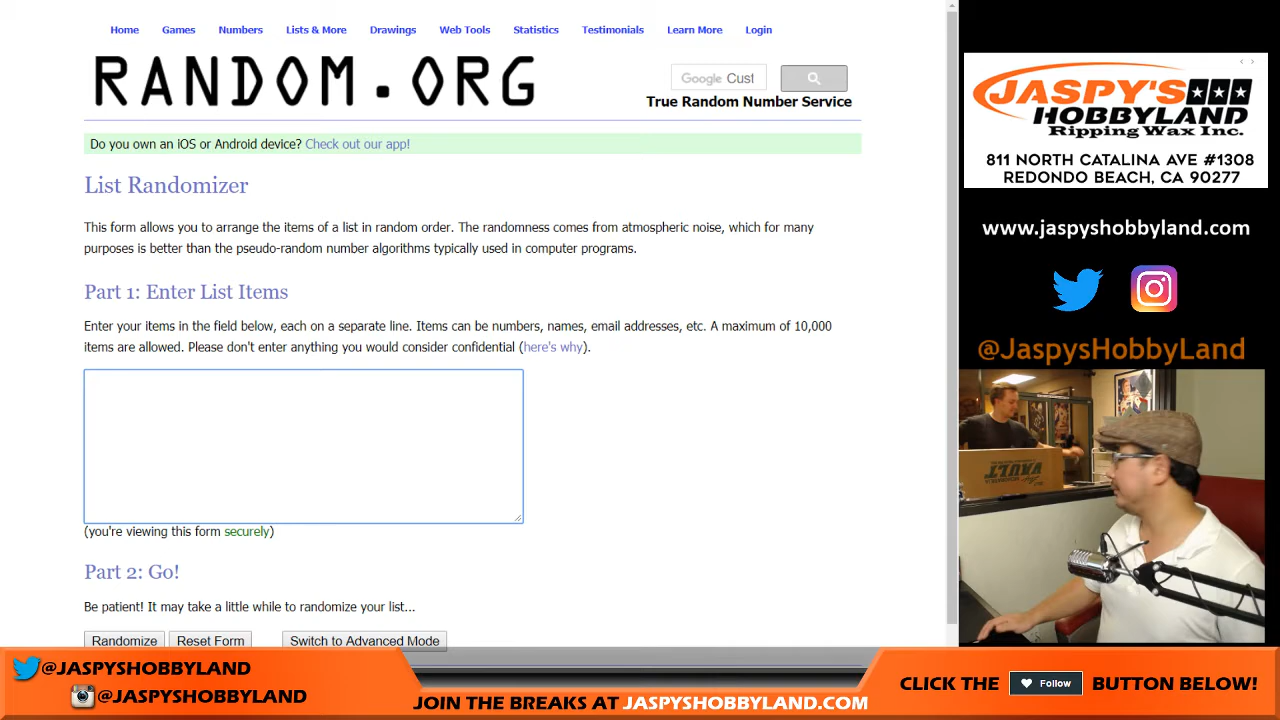 Home Games Numbers Lists & More Drawings Web Tools Statistics Testimonials Learn More Login
RANDOM.ORG
Google Cust
True Random Number Service
Do you own an iOS or Android device? Check out our app!
List Randomizer
This form allows you to arrange the items of a list in random order. The randomness comes from atmospheric noise, which for many
purposes is better than the pseudo-random number algorithms typically used in computer programs.
Part 1: Enter List Items
Enter your items in the field below, each on a separate line. Items can be numbers, names, email addresses, etc. A maximum of 10,000
items are allowed. Please don't enter anything you would consider confidential (here's why).
(you're viewing this form securely)
Part 2: Go!
Be patient! It may take a little while to randomize your list...
Randomize Reset Form Switch to Advanced Mode
JASPY'S
HOBBYLAND
Ripping Wax Inc.
811 NORTH CATALINA AVE #1308
REDONDO BEACH, CA 90277
www.jaspyshobbyland.com
@JaspysHobbyLand
VAULT
@JASPYSHOBBYLAND
@JASPYSHOBBYLAND
JOIN THE BREAKS AT JASPYSHOBBYLAND.COM
CLICK THE Follow BUTTON BELOW!